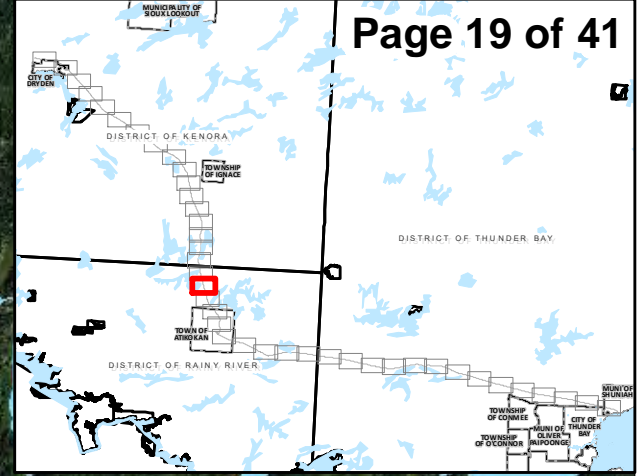 MUNICIPALITY OF
SIOUX LOOKOUT
Page 19 of 41
CITY OF
DRYDEN
DISTRICT OF KENORA
TOWNSHIP
OF IGNACE
DISTRICT OF THUNDER BAY
TOWN OF
ATIKOKAN
DISTRICT OF RAINY RIVER
MUNI OF
SHUNIAH
TOWNSHIP
OF CONMEE
CITY OF
THUNDER
BAY
MUNI OF
OLIVER
PAIPOONGE
TOWNSHIP
OF O'CONNOR